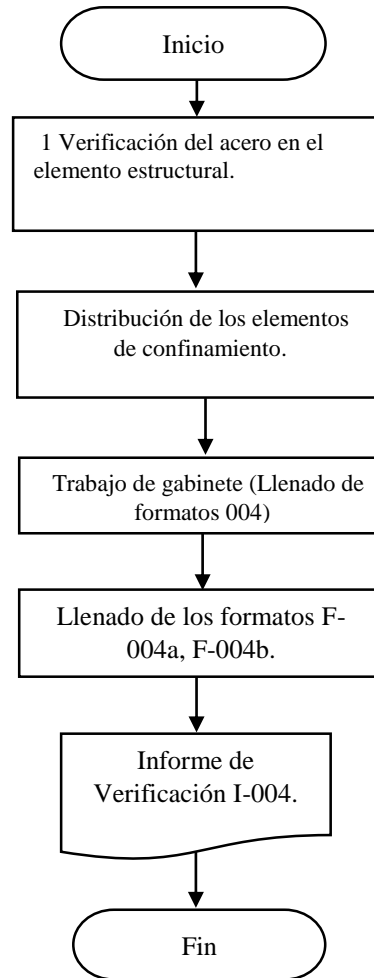 Inicio
1 Verificación del acero en el
elemento estructural.
Distribución de los elementos
de confinamiento.
Trabajo de gabinete (Llenado de
formatos 004)
Llenado de los formatos F-
004a, F-004b.
Informe de
Verificación I-004.
Fin